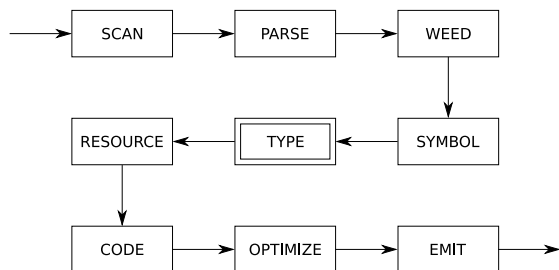 SCAN PARSE WEED
RESOURCE TYPE SYMBOL
CODE OPTIMIZE EMIT